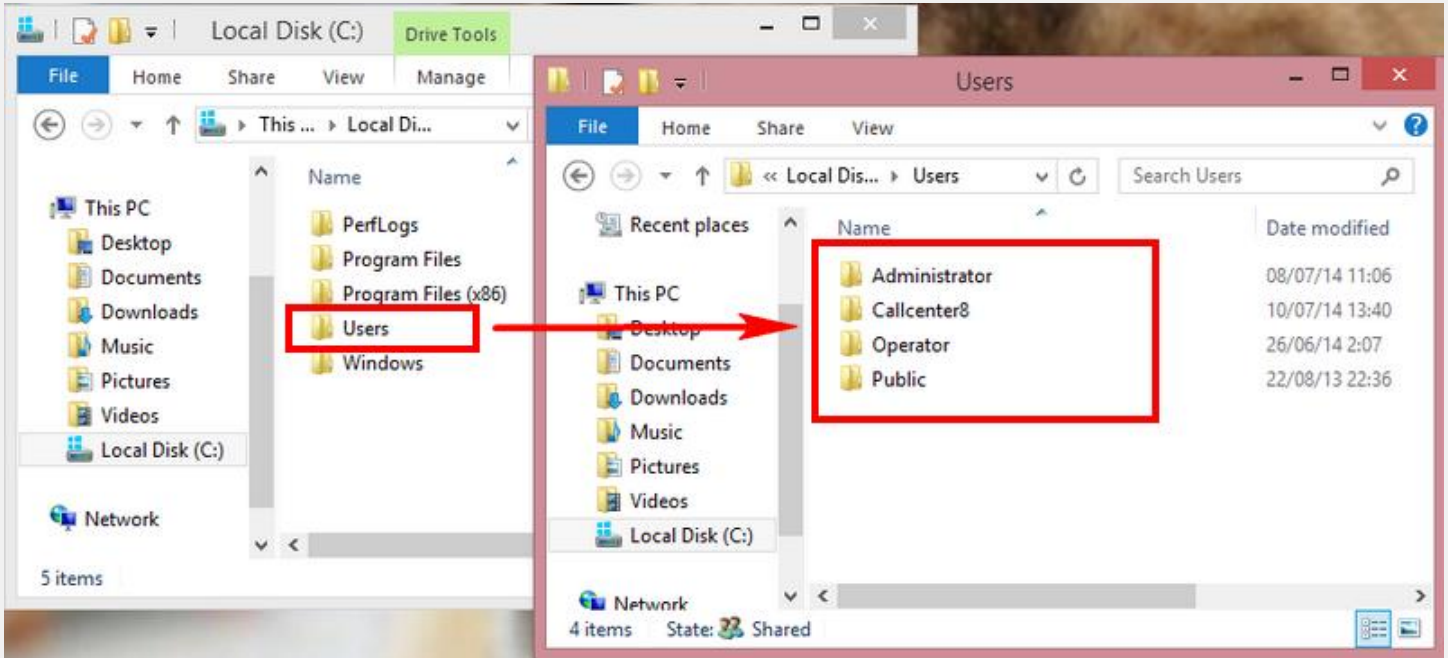 Local Disk (C:)
Drive Tools
File Home Share View Manage
This ... Local Di...
Name
This PC
Desktop
Documents
Downloads
Music
Pictures
Videos
Local Disk (C:)
Network
PerfLogs
Program Files
Program Files (x86)
Users
Windows
5 items
Users
File Home Share View
« Local Dis... Users
Search Users
Recent places
This PC
Desktop
Documents
Downloads
Music
Pictures
Videos
Local Disk (C:)
Network
Name Date modified
Administrator 08/07/14 11:06
Callcenter8 10/07/14 13:40
Operator 26/06/14 2:07
Public 22/08/13 22:36
4 items State: Shared